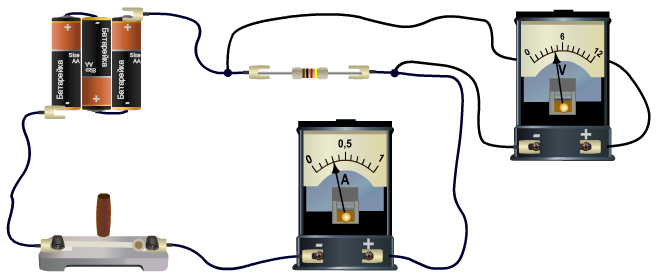 + - +
Батарейка
Size
AA
Батарейка
Size
AA
Батарейка
Size
AA
- + -
0 6 12
V
- +
0 0,5 1
A
- +